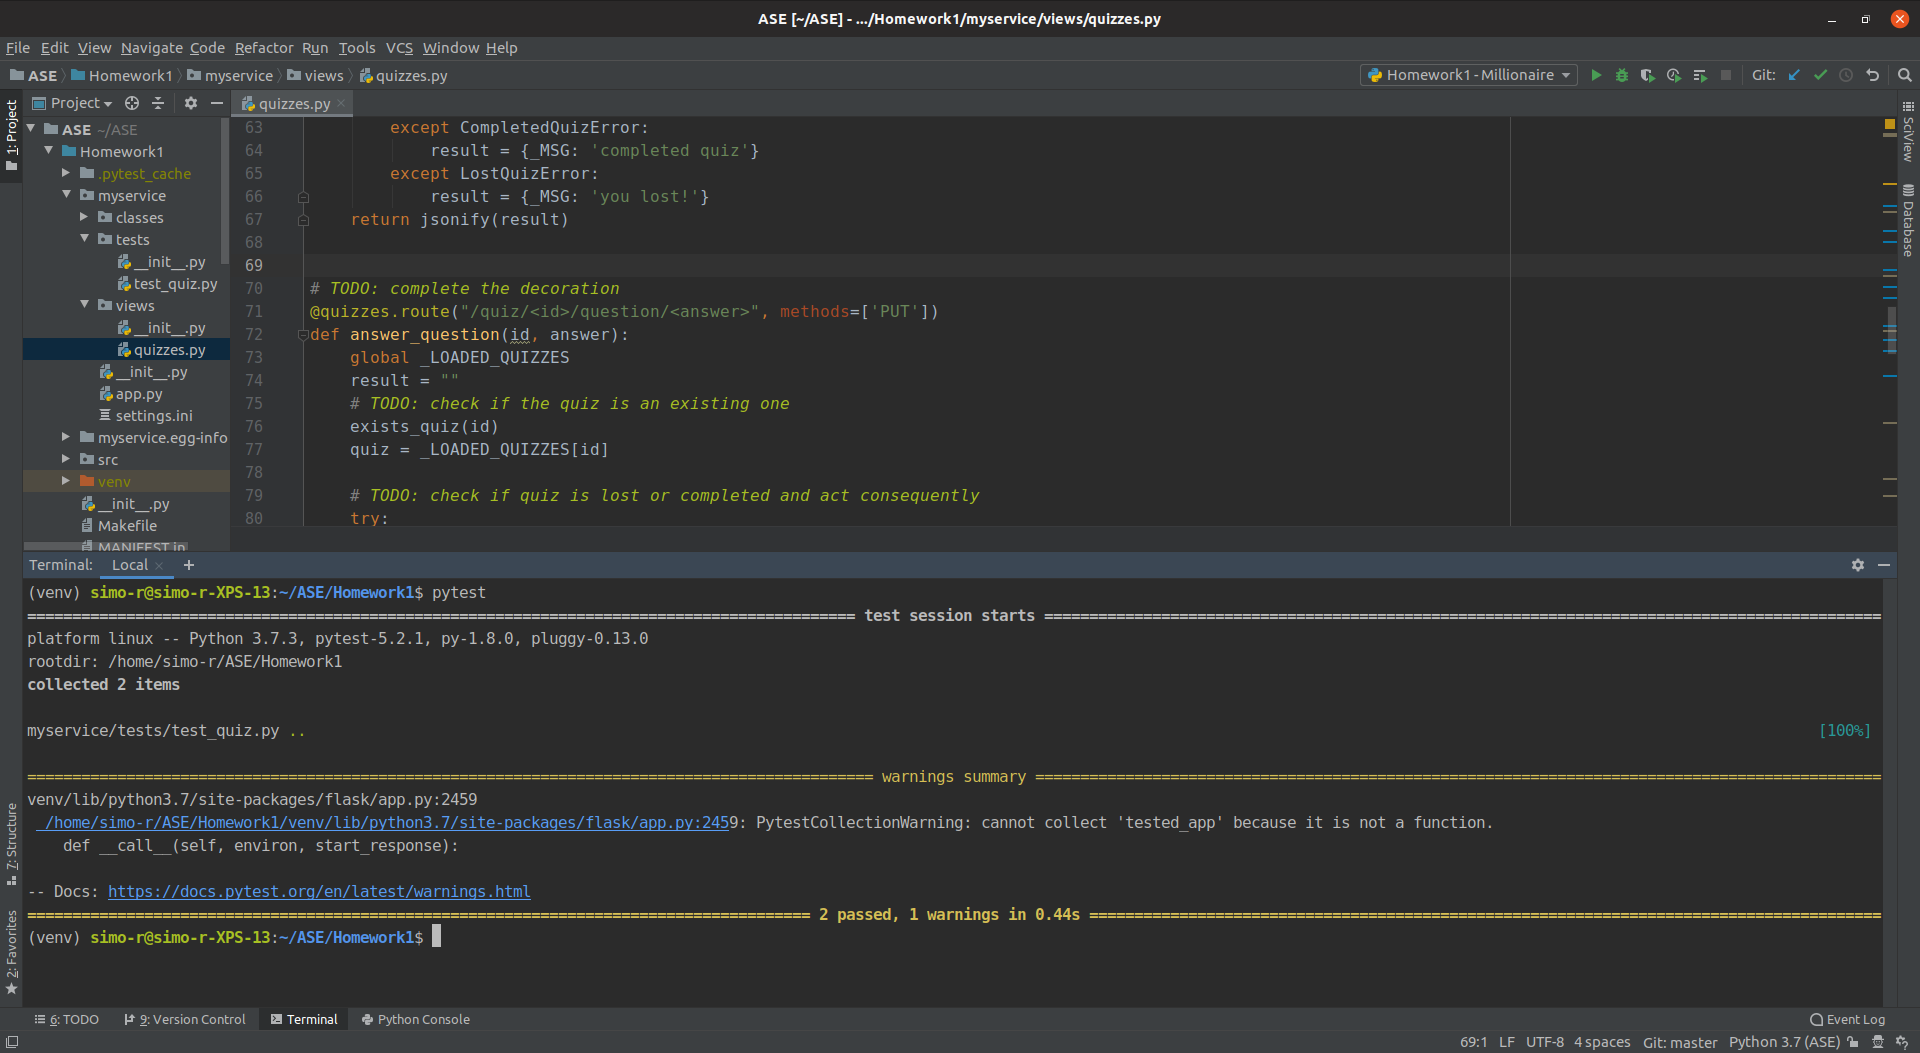 ASE [~/ASE] - .../Homework1/myservice/views/quizzes.py
File Edit View Navigate Code Refactor Run Tools VCS Window Help
ASE Homework1 myservice views quizzes.py
Homework1 - Millionaire
Git:
1: Project
Project
quizzes.py
ASE ~/ASE
Homework1
.pytest_cache
myservice
classes
tests
__init__.py
test_quiz.py
views
__init__.py
quizzes.py
__init__.py
app.py
settings.ini
myservice.egg-info
src
venv
__init__.py
Makefile
MANIFEST.in
63 except CompletedQuizError:
64 result = {_MSG: 'completed quiz'}
65 except LostQuizError:
66 result = {_MSG: 'you lost!'}
67 return jsonify(result)
68
69
70 # TODO: complete the decoration
71 @quizzes.route("/quiz/<id>/question/<answer>", methods=['PUT'])
72 def answer_question(id, answer):
73 global _LOADED_QUIZZES
74 result = ""
75 # TODO: check if the quiz is an existing one
76 exists_quiz(id)
77 quiz = _LOADED_QUIZZES[id]
78
79 # TODO: check if quiz is lost or completed and act consequently
80 try:
SciView
Database
Terminal: Local +
(venv) simo-r@simo-r-XPS-13:~/ASE/Homework1$ pytest
============================================================================================ test session starts =============================================================================================
platform linux -- Python 3.7.3, pytest-5.2.1, py-1.8.0, pluggy-0.13.0
rootdir: /home/simo-r/ASE/Homework1
collected 2 items
myservice/tests/test_quiz.py .. [100%]
============================================================================================== warnings summary ==============================================================================================
venv/lib/python3.7/site-packages/flask/app.py:2459
/home/simo-r/ASE/Homework1/venv/lib/python3.7/site-packages/flask/app.py:2459: PytestCollectionWarning: cannot collect 'tested_app' because it is not a function.
def __call__(self, environ, start_response):
-- Docs: https://docs.pytest.org/en/latest/warnings.html
======================================================================================= 2 passed, 1 warnings in 0.44s ========================================================================================
(venv) simo-r@simo-r-XPS-13:~/ASE/Homework1$
7: Structure
2: Favorites
6: TODO 9: Version Control Terminal Python Console Event Log
69:1 LF UTF-8 4 spaces Git: master Python 3.7 (ASE)